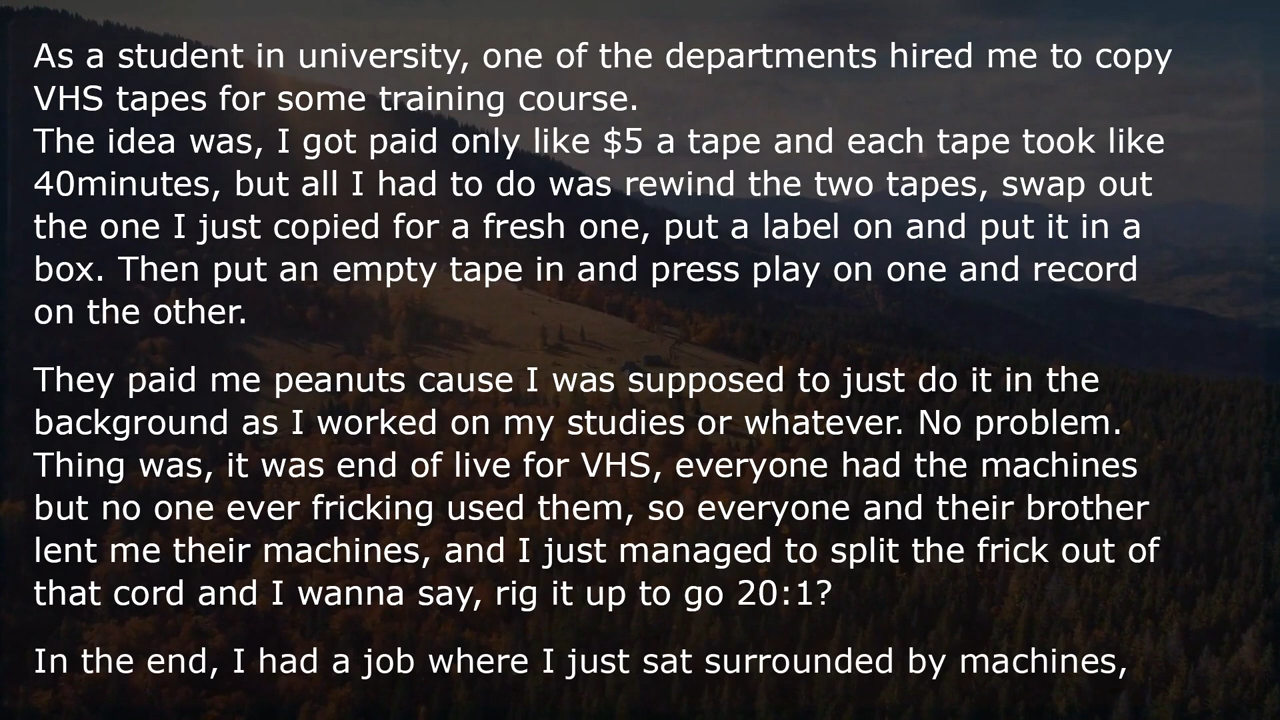 As a student in university, one of the departments hired me to copy
VHS tapes for some training course.
The idea was, I got paid only like $5 a tape and each tape took like
40minutes, but all I had to do was rewind the two tapes, swap out
the one I just copied for a fresh one, put a label on and put it in a
box. Then put an empty tape in and press play on one and record
on the other.
They paid me peanuts cause I was supposed to just do it in the
background as I worked on my studies or whatever. No problem.
Thing was, it was end of live for VHS, everyone had the machines
but no one ever fricking used them, so everyone and their brother
lent me their machines, and I just managed to split the frick out of
that cord and I wanna say, rig it up to go 20:1?
In the end, I had a job where I just sat surrounded by machines,